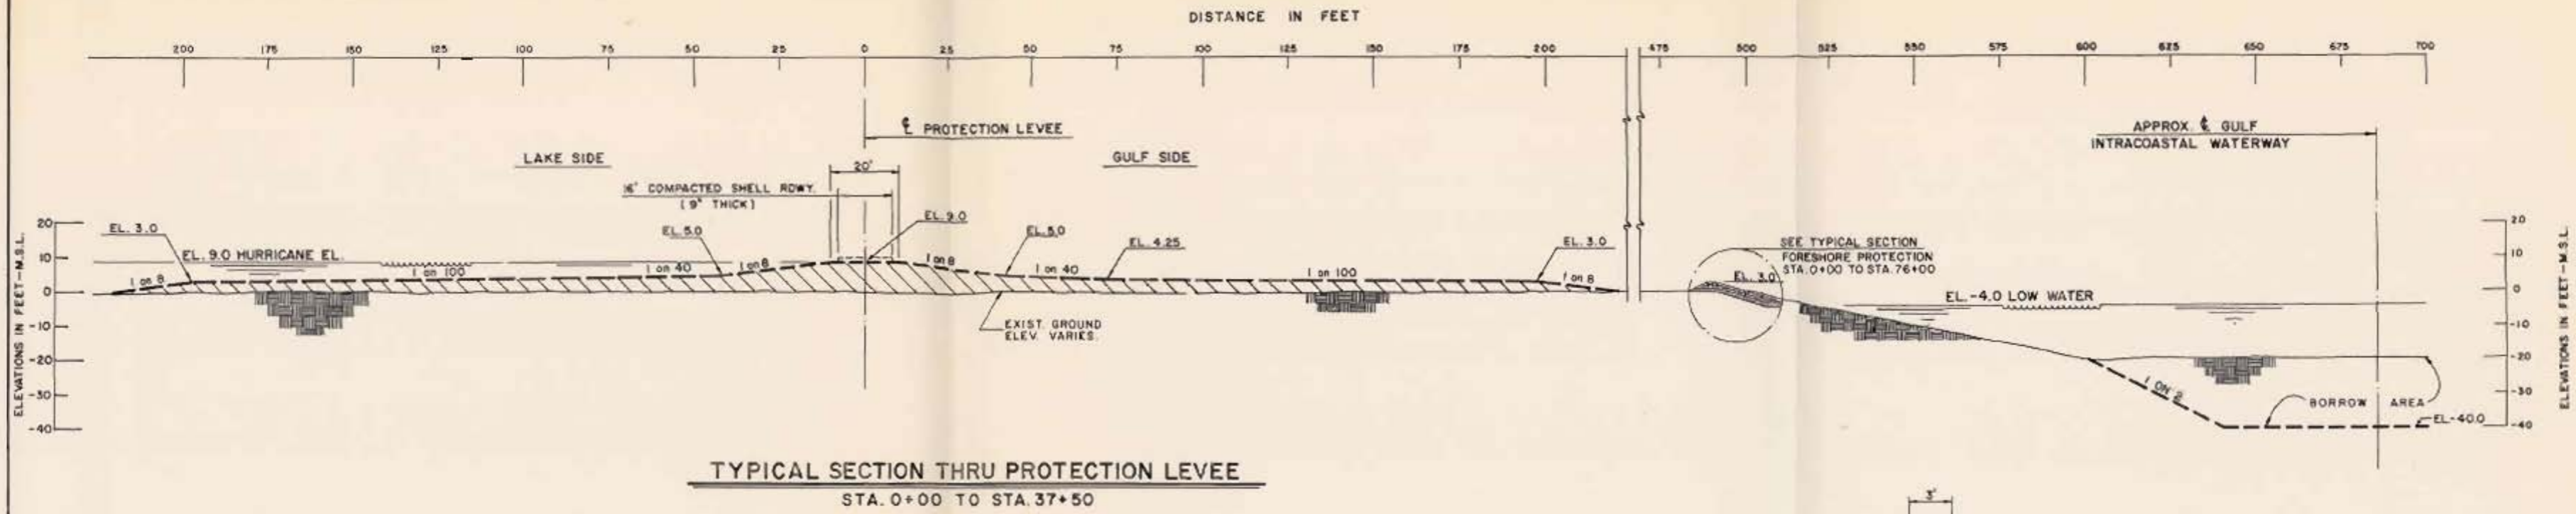 DISTANCE IN FEET
200 175 150 125 100 75 50 25 0 25 50 75 100 125 150 175 200 475 500 525 550 575 600 625 650 675 700
℄ PROTECTION LEVEE
APPROX. ℄ GULF
INTRACOASTAL WATERWAY
LAKE SIDE
GULF SIDE
20'
16' COMPACTED SHELL RDWY.
(9" THICK)
EL. 3.0
EL. 9.0 HURRICANE EL.
1 on 8
1 on 100
1 on 40
EL. 5.0
1 on 8
EL. 9.0
1 on 8
EL. 5.0
1 on 40
EL. 4.25
1 on 100
EL. 3.0
1 on 8
EXIST. GROUND
ELEV. VARIES.
SEE TYPICAL SECTION
FORESHORE PROTECTION
STA. 0+00 TO STA. 76+00
EL. 3.0
EL. -4.0 LOW WATER
1 ON 2
BORROW AREA
EL-40.0
ELEVATIONS IN FEET-M.S.L.
20
10
0
-10
-20
-30
-40
20
10
0
-10
-20
-30
-40
ELEVATIONS IN FEET-M.S.L.
TYPICAL SECTION THRU PROTECTION LEVEE
STA. 0+00 TO STA. 37+50
3'